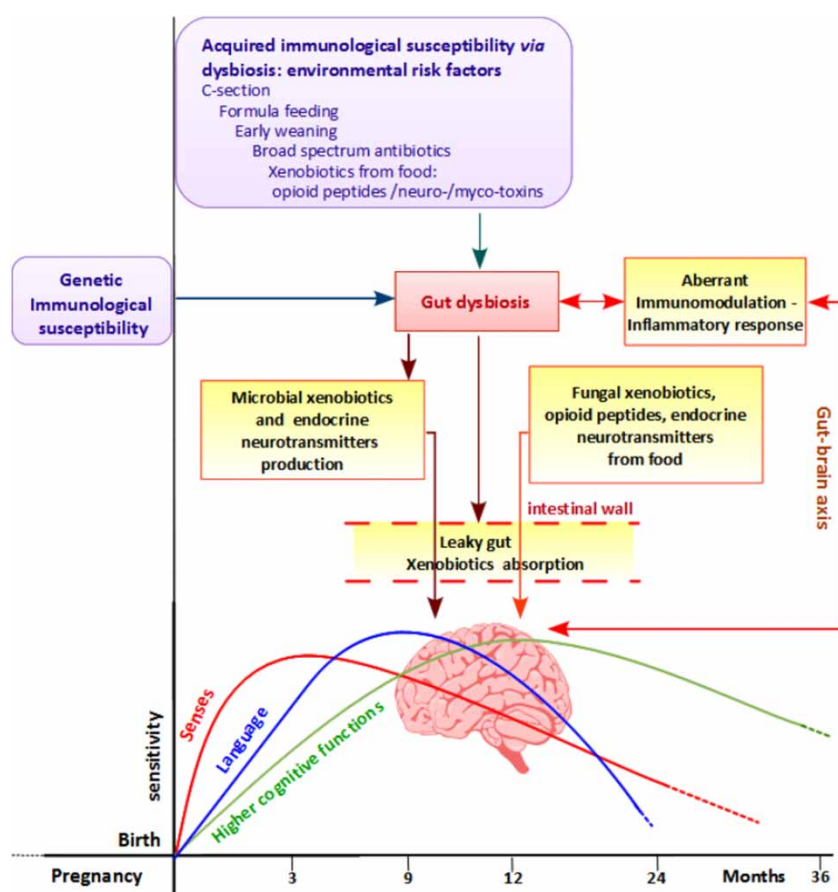 Acquired immunological susceptibility via
dysbiosis: environmental risk factors
C-section
Formula feeding
Early weaning
Broad spectrum antibiotics
Xenobiotics from food:
opioid peptides /neuro-/myco-toxins
Genetic
Immunological
susceptibility
Gut dysbiosis
Aberrant
Immunomodulation -
Inflammatory response
Microbial xenobiotics
and endocrine
neurotransmitters
production
Fungal xenobiotics,
opioid peptides, endocrine
neurotransmitters
from food
Gut-brain axis
intestinal wall
Leaky gut
Xenobiotics absorption
sensitivity
Senses
Language
Higher cognitive functions
Birth
Pregnancy
3
9
12
24
Months
36